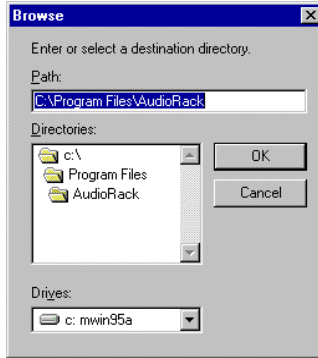 Browse
Enter or select a destination directory.
Path:
C:\Program Files\AudioRack
Directories:
c:\
Program Files
AudioRack
OK
Cancel
Drives:
c: mwin95a